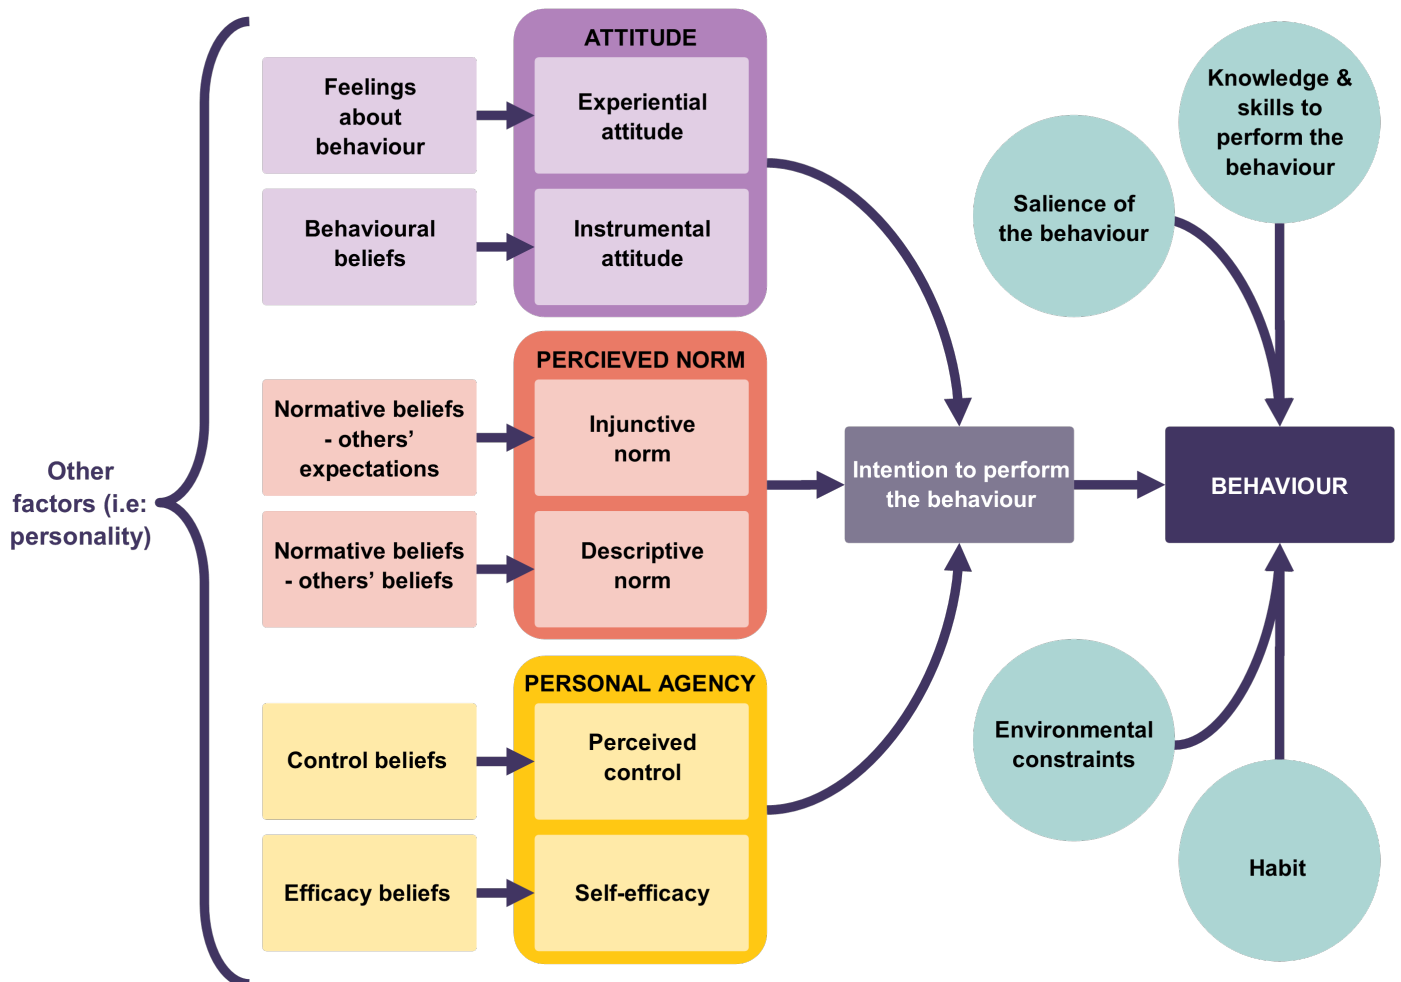 Other
factors (i.e:
personality)
Feelings
about
behaviour
Behavioural
beliefs
Normative beliefs
- others’
expectations
Normative beliefs
- others’ beliefs
Control beliefs
Efficacy beliefs
ATTITUDE
Experiential
attitude
Instrumental
attitude
PERCIEVED NORM
Injunctive
norm
Descriptive
norm
PERSONAL AGENCY
Perceived
control
Self-efficacy
Intention to perform
the behaviour
Salience of
the behaviour
Knowledge &
skills to
perform the
behaviour
BEHAVIOUR
Environmental
constraints
Habit